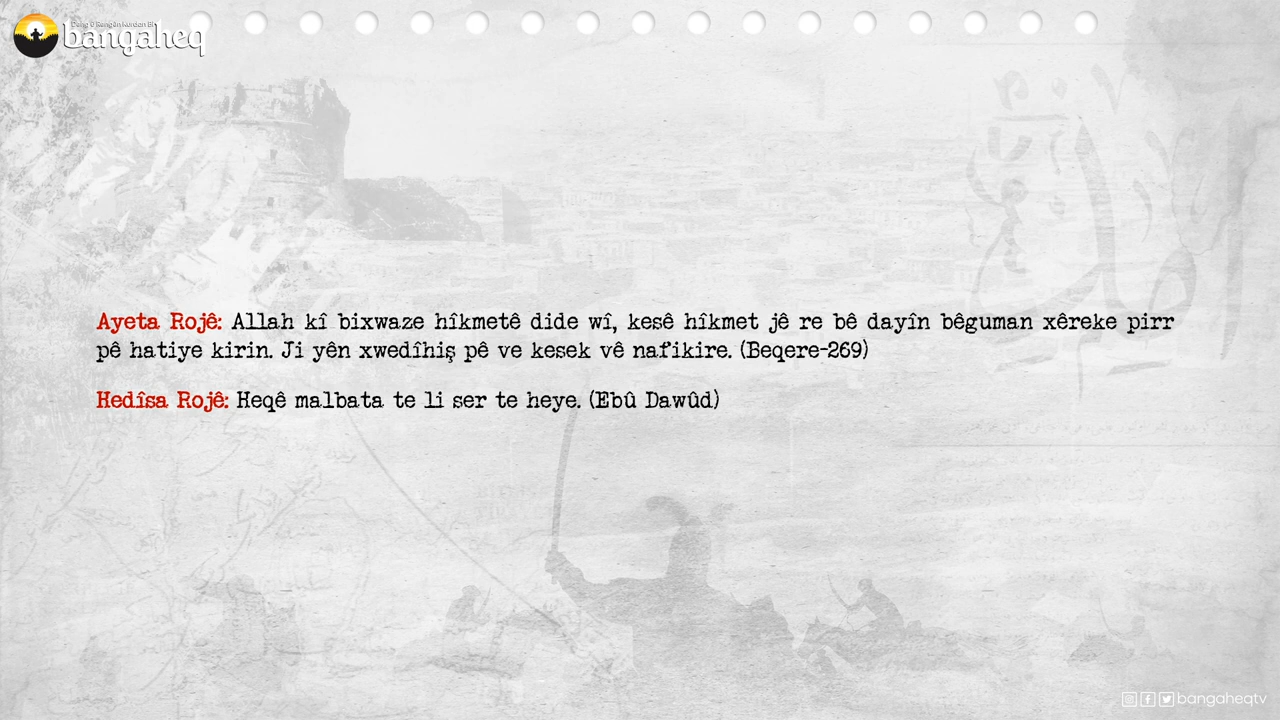 bangaheq
Ayeta Rojê: Allah kî bixwaze hîkmetê dide wî, kesê hîkmet jê re bê dayîn bêguman xêreke pirr
pê hatiye kirin. Ji yên xwedîhiş pê ve kesek vê nafikire. (Beqere-269)
Hedîsa Rojê: Heqê malbata te li ser te heye. (Ebû Dawûd)
bangaheqtv